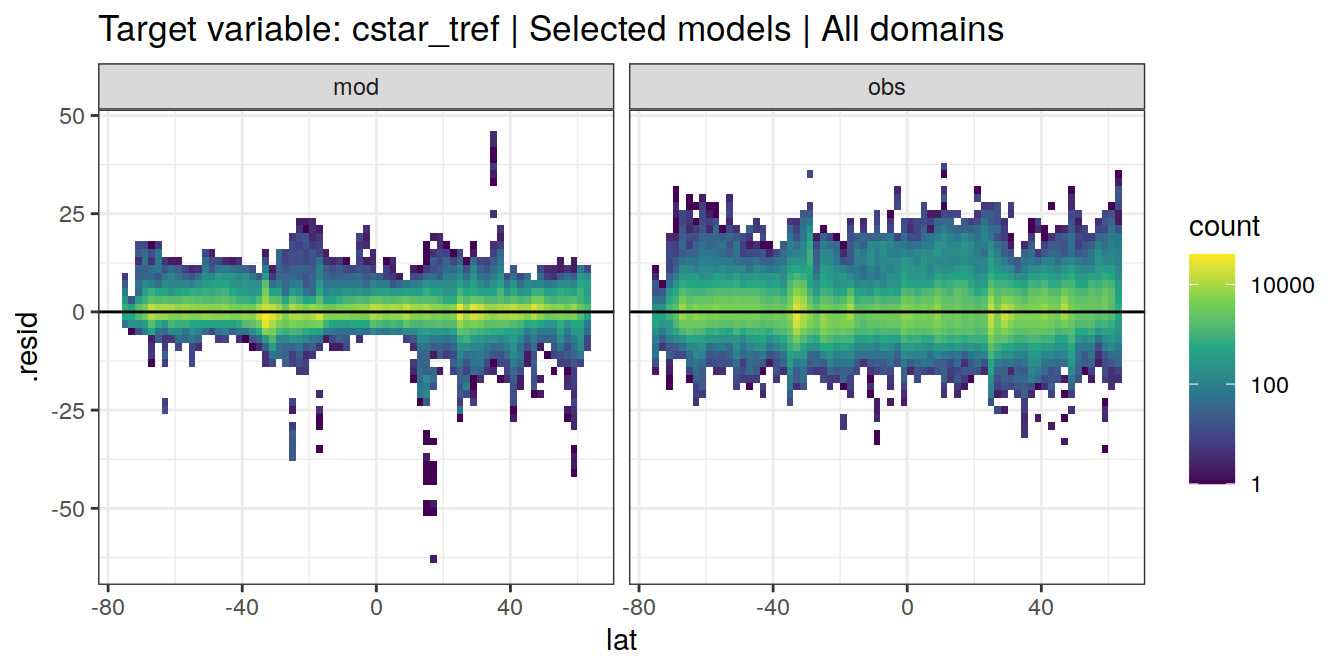 Target variable: cstar_tref | Selected models | All domains
mod
obs
.resid
50
25
0
-25
-50
-80
-40
0
40
-80
-40
0
40
lat
count
10000
100
1